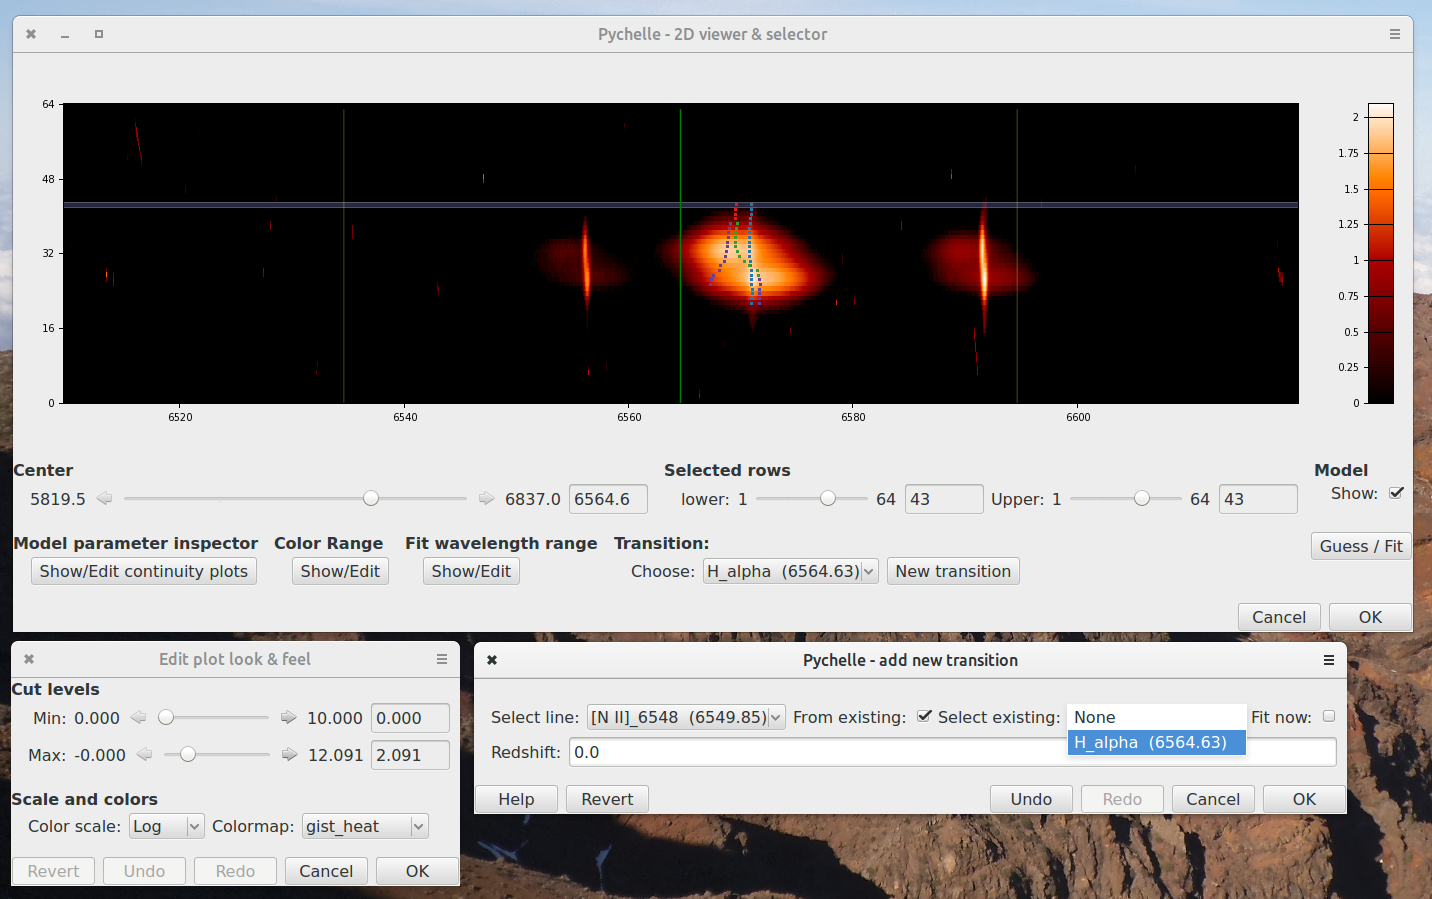 Pychelle - 2D viewer & selector
64
48
32
16
0
6520 6540 6560 6580 6600
2
1.75
1.5
1.25
1
0.75
0.5
0.25
0
Center Selected rows Model
5819.5 6837.0 6564.6 lower: 1 64 43 Upper: 1 64 43 Show:
Model parameter inspector Color Range Fit wavelength range Transition: Guess / Fit
Show/Edit continuity plots Show/Edit Show/Edit Choose: H_alpha (6564.63) New transition
Cancel OK
Edit plot look & feel
Cut levels
Min: 0.000 10.000 0.000
Max: -0.000 12.091 2.091
Scale and colors
Color scale: Log Colormap: gist_heat
Revert Undo Redo Cancel OK
Pychelle - add new transition
Select line: [N II]_6548 (6549.85) From existing: Select existing: None Fit now:
H_alpha (6564.63)
Redshift: 0.0
Help Revert Undo Redo Cancel OK